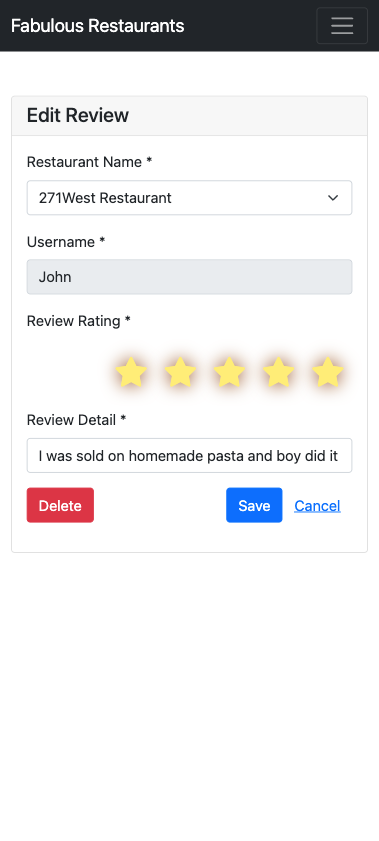 Fabulous Restaurants
Edit Review
Restaurant Name *
271West Restaurant
Username *
John
Review Rating *
Review Detail *
I was sold on homemade pasta and boy did it
Delete Save Cancel